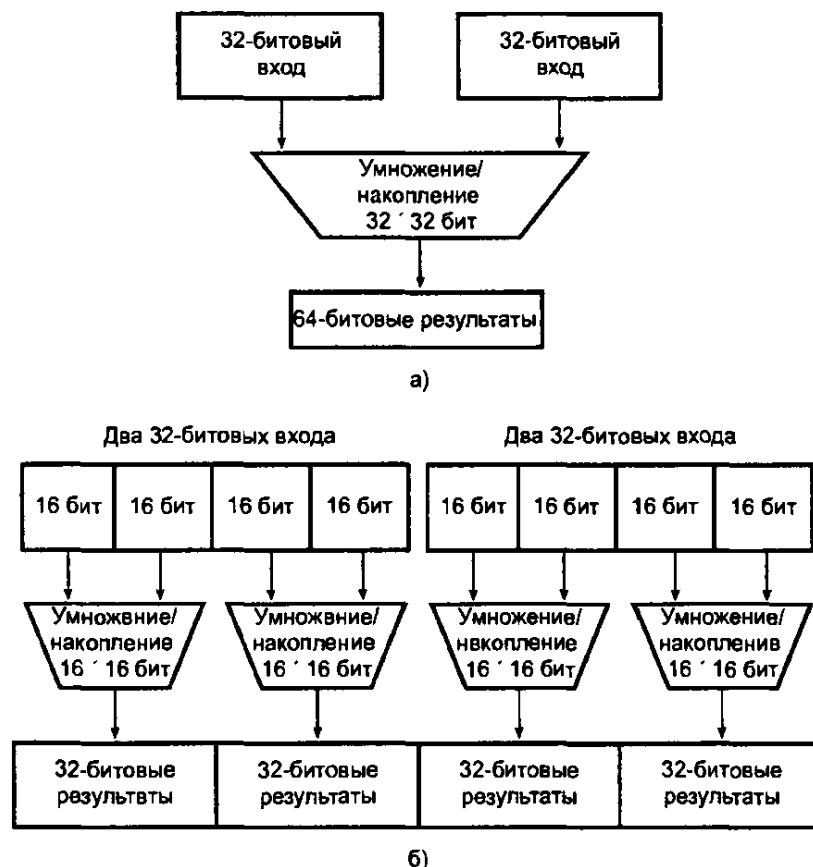 32-битовый
вход
32-битовый
вход
Умножение/
накопление
32 ´ 32 бит
64-битовые результаты
а)
Два 32-битовых входа
Два 32-битовых входа
16 бит 16 бит 16 бит 16 бит
16 бит 16 бит 16 бит 16 бит
Умножвние/
накопление
16 ´ 16 бит
Умножвние/
накопление
16 ´ 16 бит
Умножение/
нвкопление
16 ´ 16 бит
Умножение/
накопленив
16 ´ 16 бит
32-битовые
результвты
32-битовые
результаты
32-битовые
результаты
32-битовые
результаты
б)